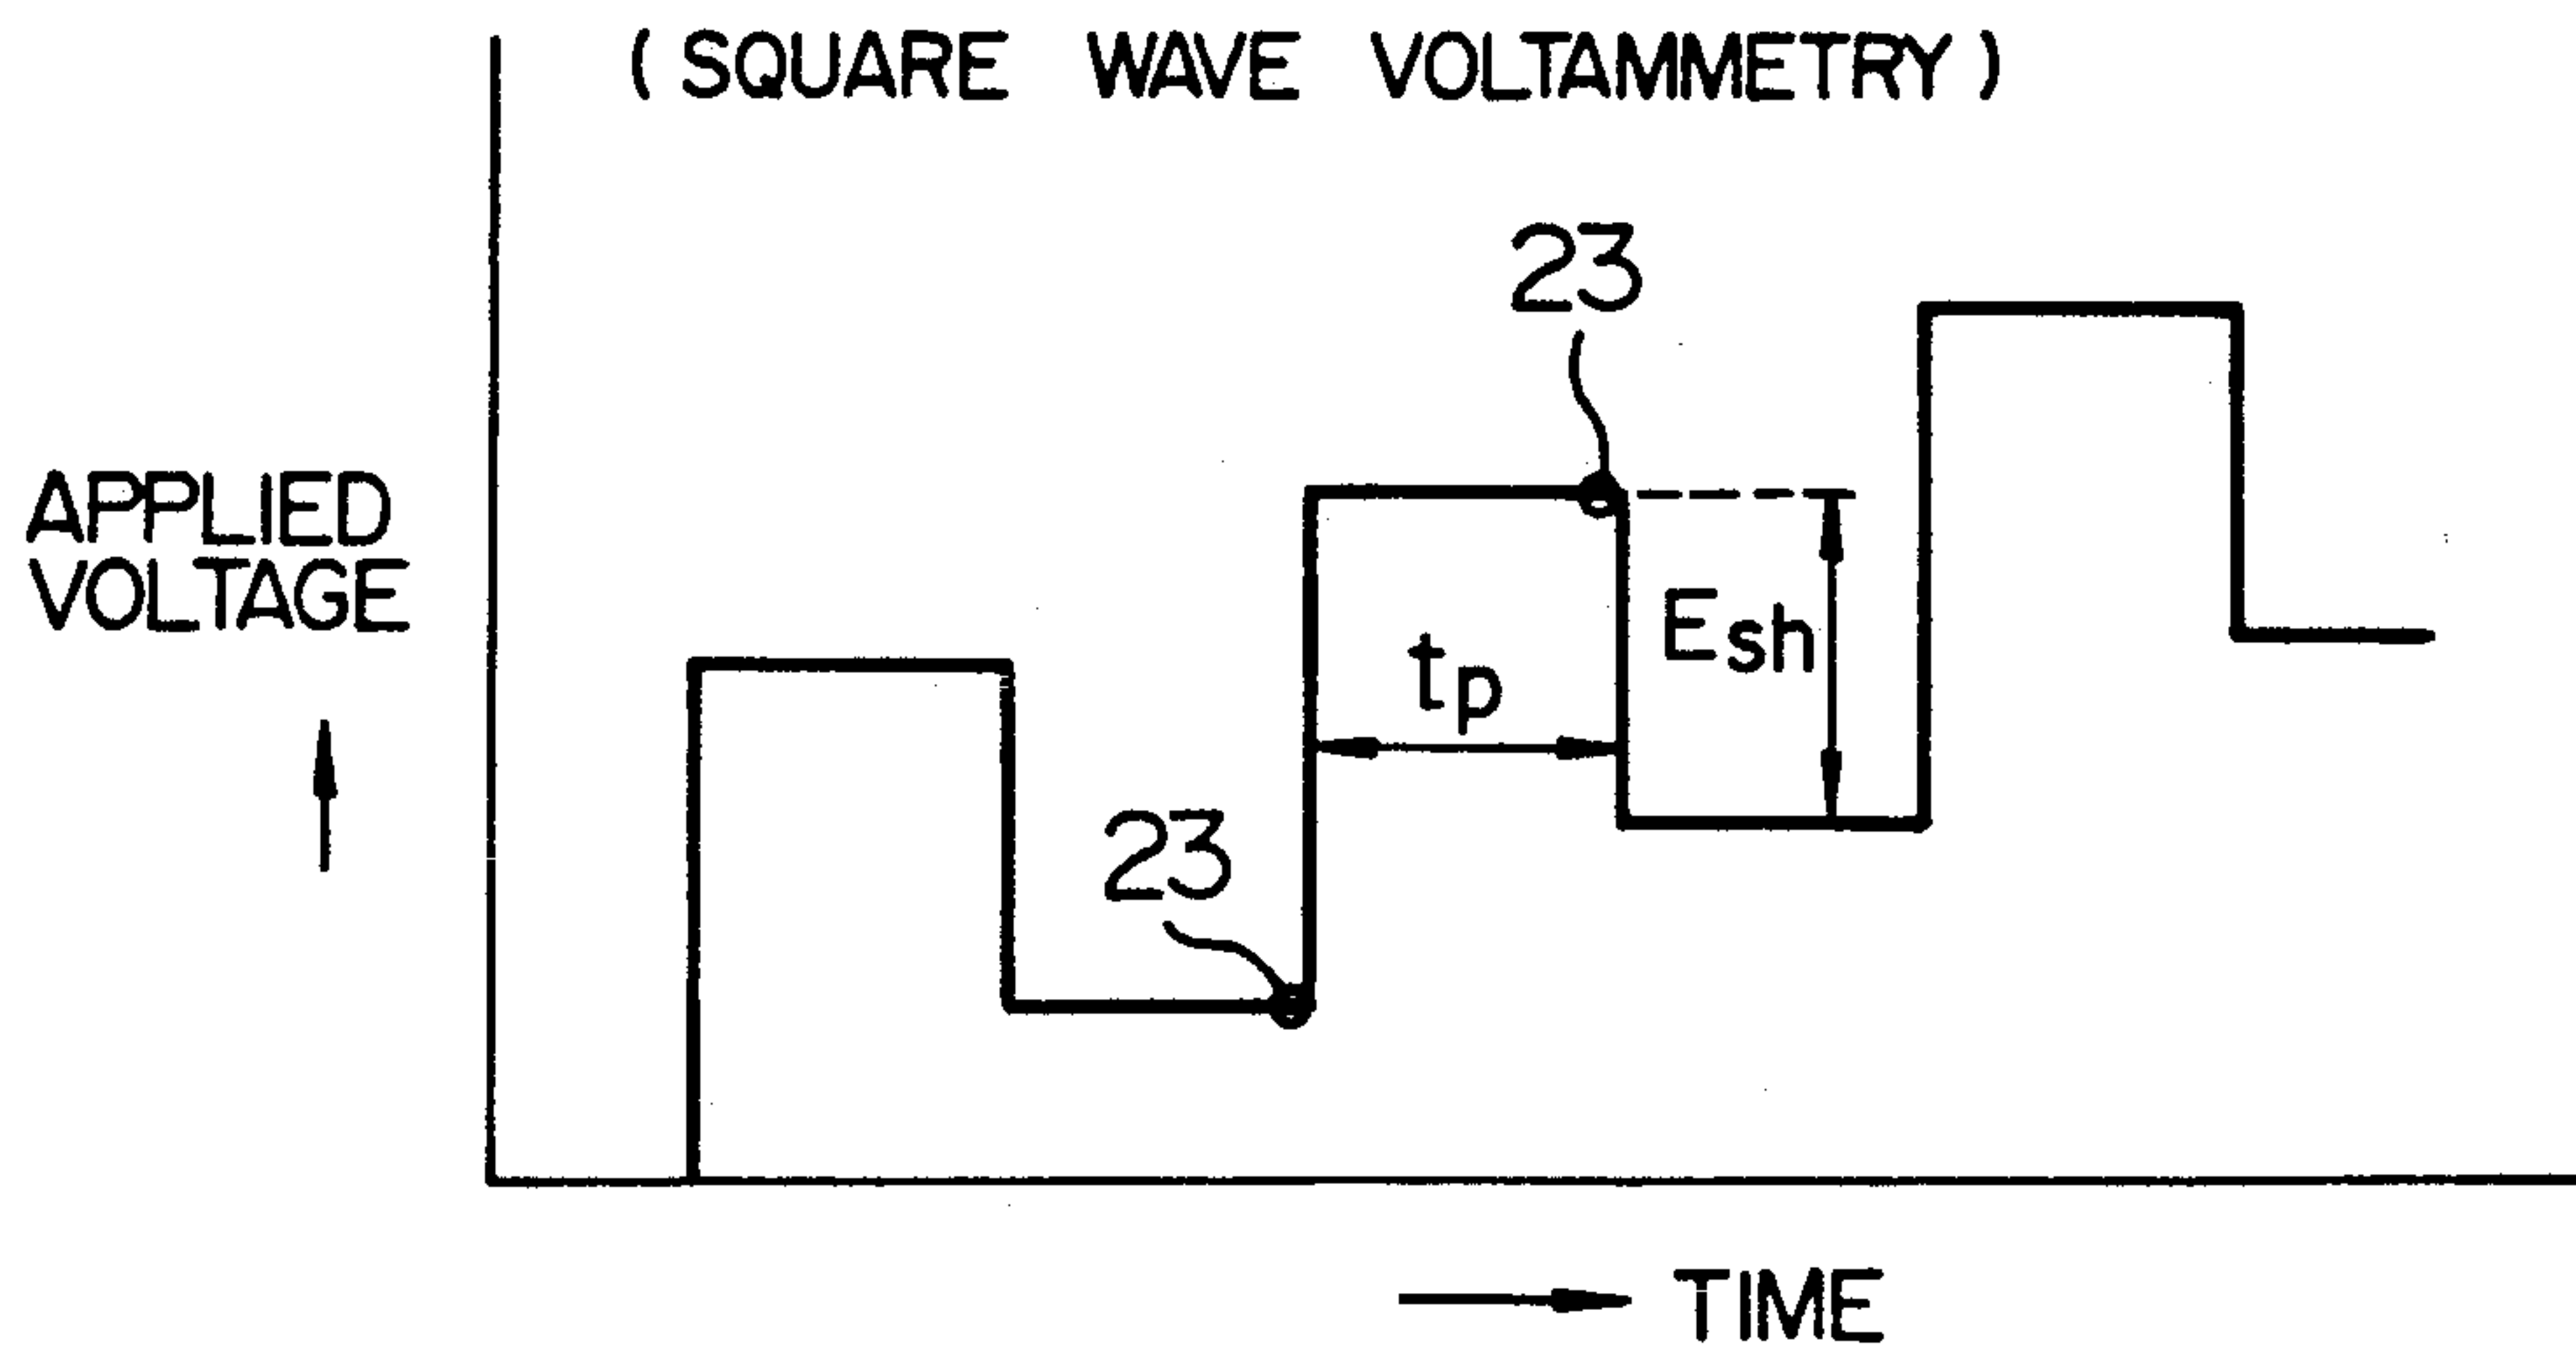 ( SQUARE WAVE VOLTAMMETRY )
23
APPLIED
VOLTAGE
Esh
tp
23
TIME